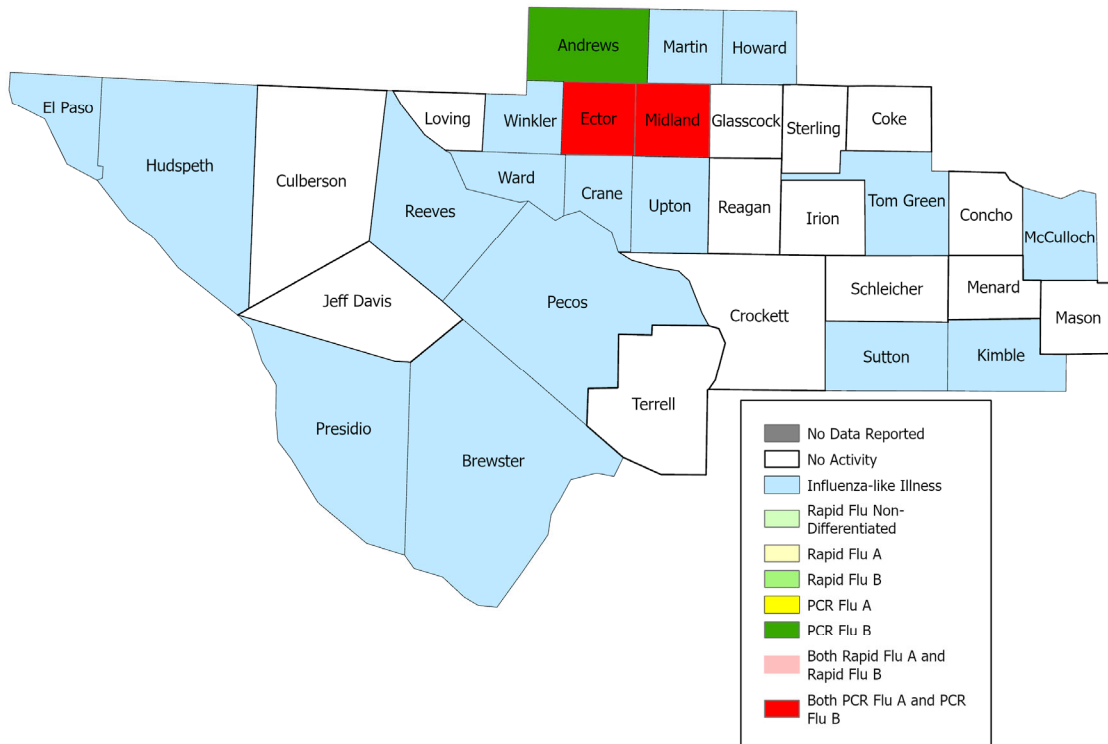 Andrews
Martin
Howard
El Paso
Loving
Winkler
Ector
Midland
Glasscock
Sterling
Coke
Hudspeth
Culberson
Ward
Reeves
Crane
Upton
Reagan
Irion
Tom Green
Concho
McCulloch
Jeff Davis
Pecos
Crockett
Schleicher
Menard
Mason
Sutton
Kimble
Terrell
Presidio
Brewster
No Data Reported
No Activity
Influenza-like Illness
Rapid Flu Non-
Differentiated
Rapid Flu A
Rapid Flu B
PCR Flu A
PCR Flu B
Both Rapid Flu A and
Rapid Flu B
Both PCR Flu A and PCR
Flu B